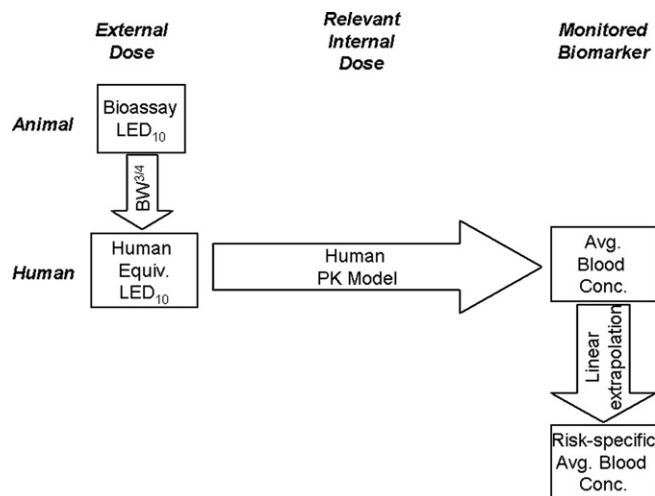 External
Dose
Relevant
Internal
Dose
Monitored
Biomarker
Animal
Bioassay
LED₁₀
BW³/⁴
Human
Human
Equiv.
LED₁₀
Human
PK Model
Avg.
Blood
Conc.
Linear
extrapolation
Risk-specific
Avg. Blood
Conc.